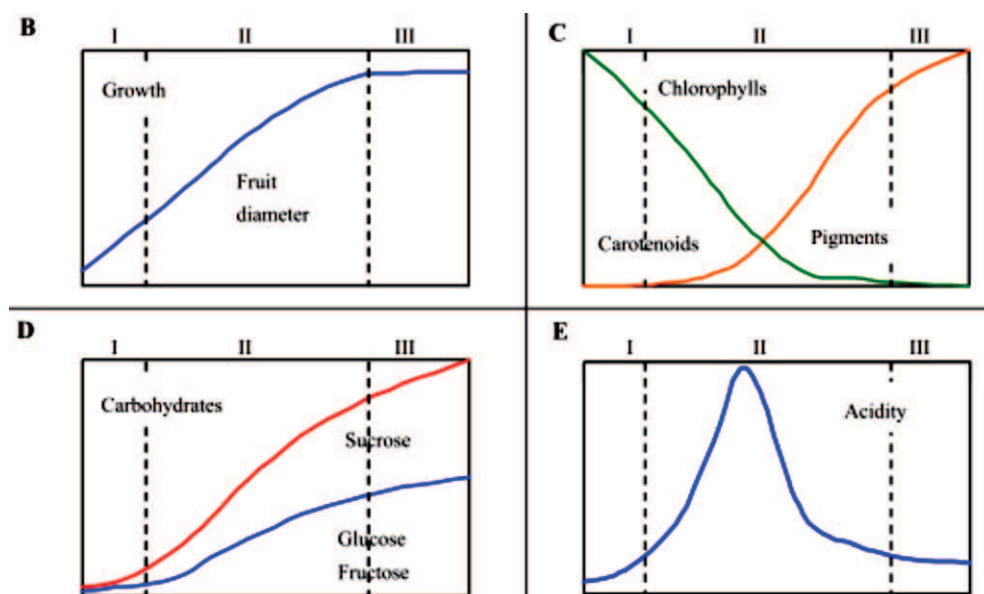 B
I II III
Growth
Fruit
diameter
C
I II III
Chlorophylls
Carotenoids
Pigments
D
I II III
Carbohydrates
Sucrose
Glucose
Fructose
E
I II III
Acidity